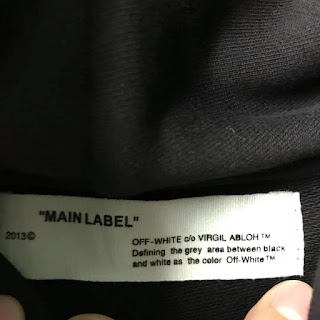 "MAIN LABEL"
2013©
OFF-WHITE c/o VIRGIL ABLOH™
Defining the grey area between black
and white as the color Off-White™